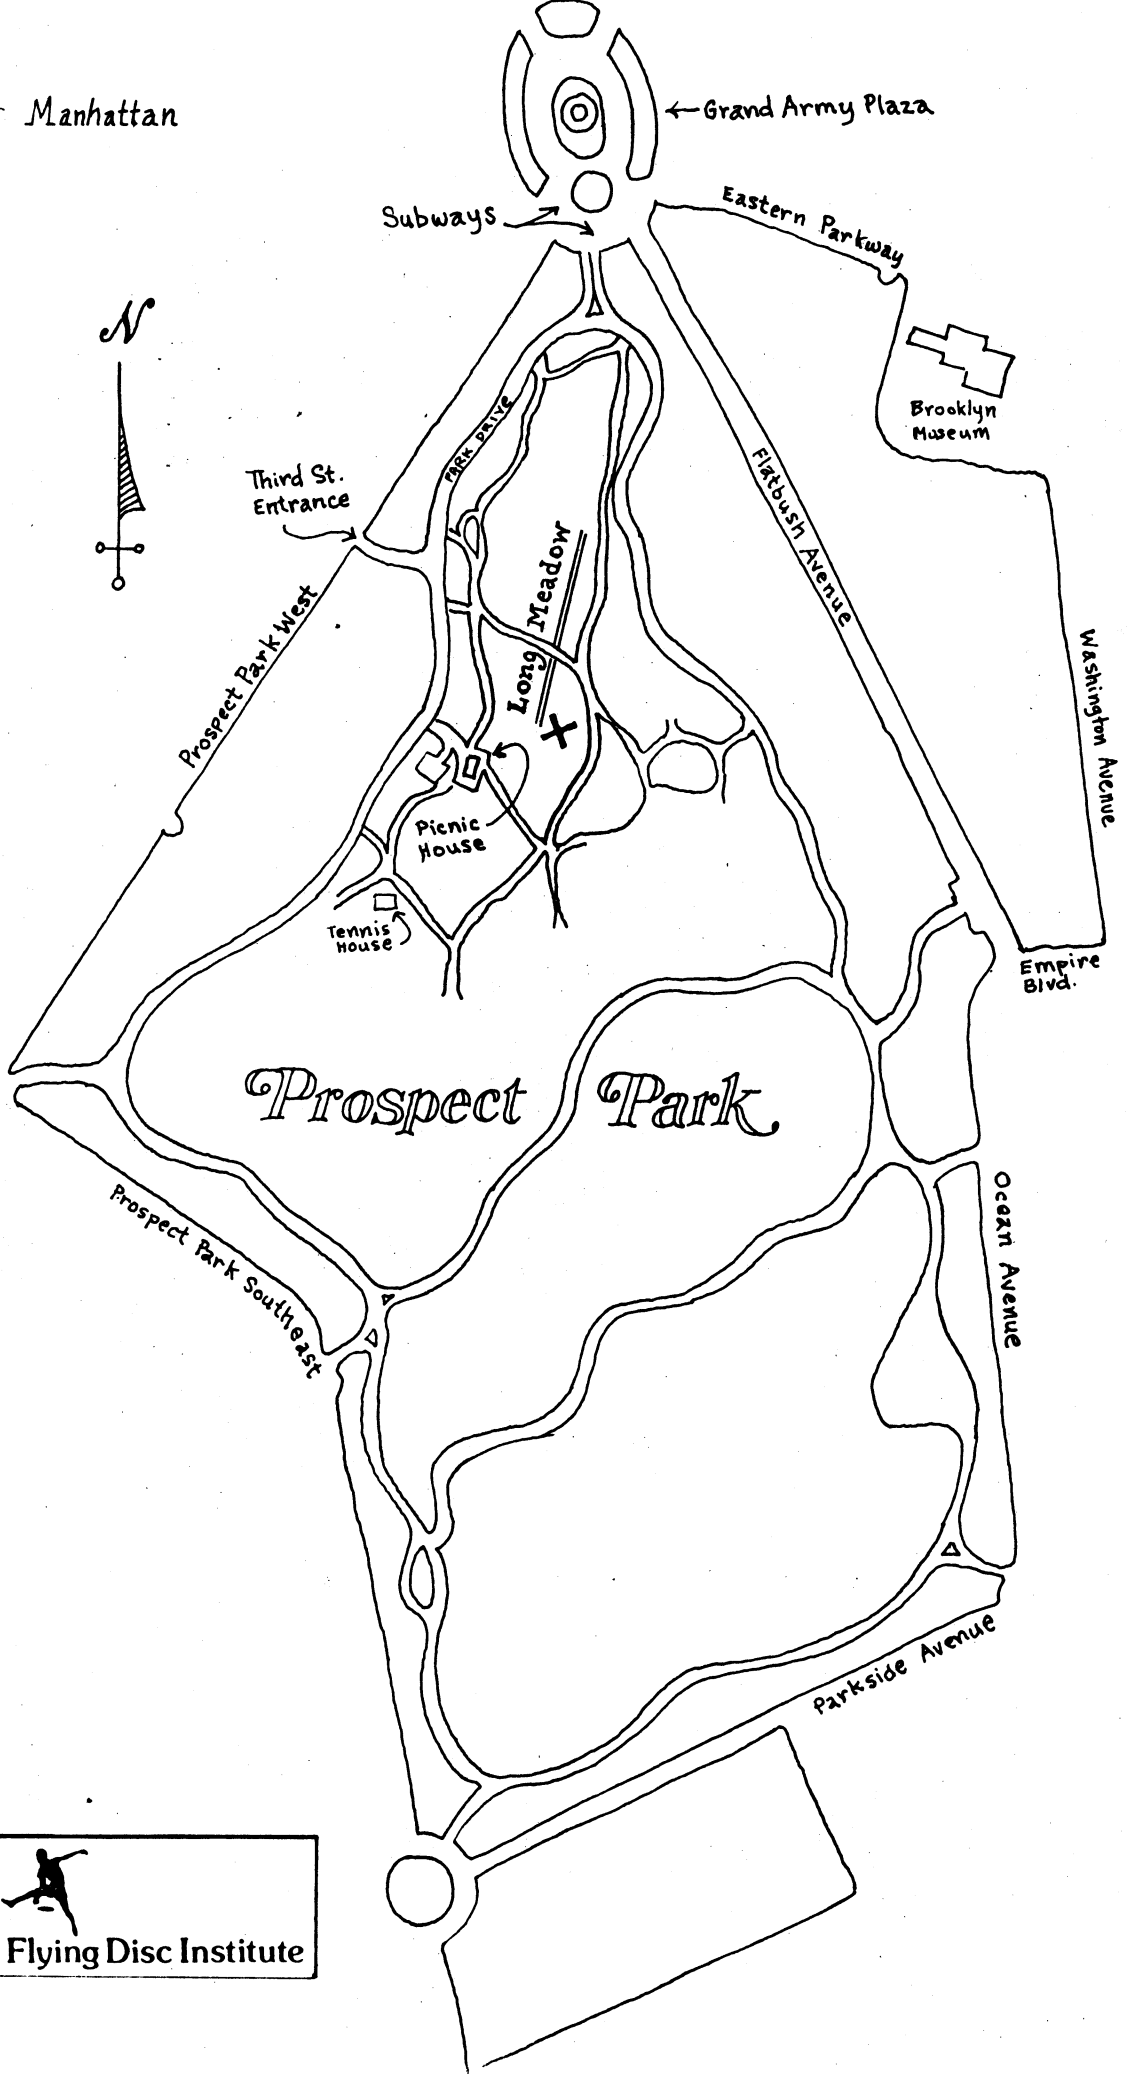 Manhattan
Grand Army Plaza
Subways
Eastern Parkway
N
Brooklyn
Museum
PARK DRIVE
Third St.
Entrance
Flatbush Avenue
Long Meadow
Prospect Park West
Washington Avenue
Picnic
House
Tennis
House
Empire
Blvd.
Prospect Park
Prospect Park Southeast
Ocean Avenue
Parkside Avenue
Flying Disc Institute